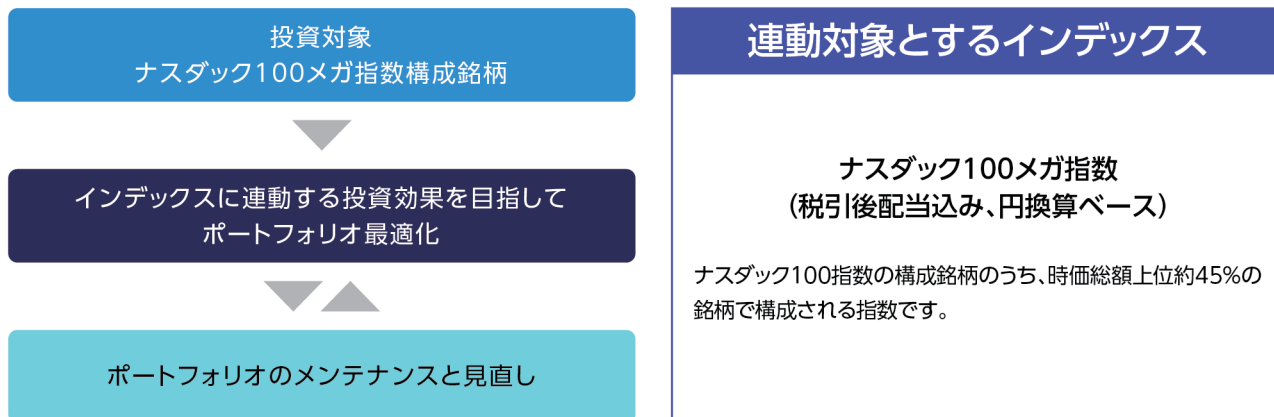 投資対象
ナスダック100メガ指数構成銘柄
インデックスに連動する投資効果を目指して
ポートフォリオ最適化
ポートフォリオのメンテナンスと見直し
連動対象とするインデックス
ナスダック100メガ指数
（税引後配当込み、円換算ベース）
ナスダック100指数の構成銘柄のうち、時価総額上位約45%の
銘柄で構成される指数です。